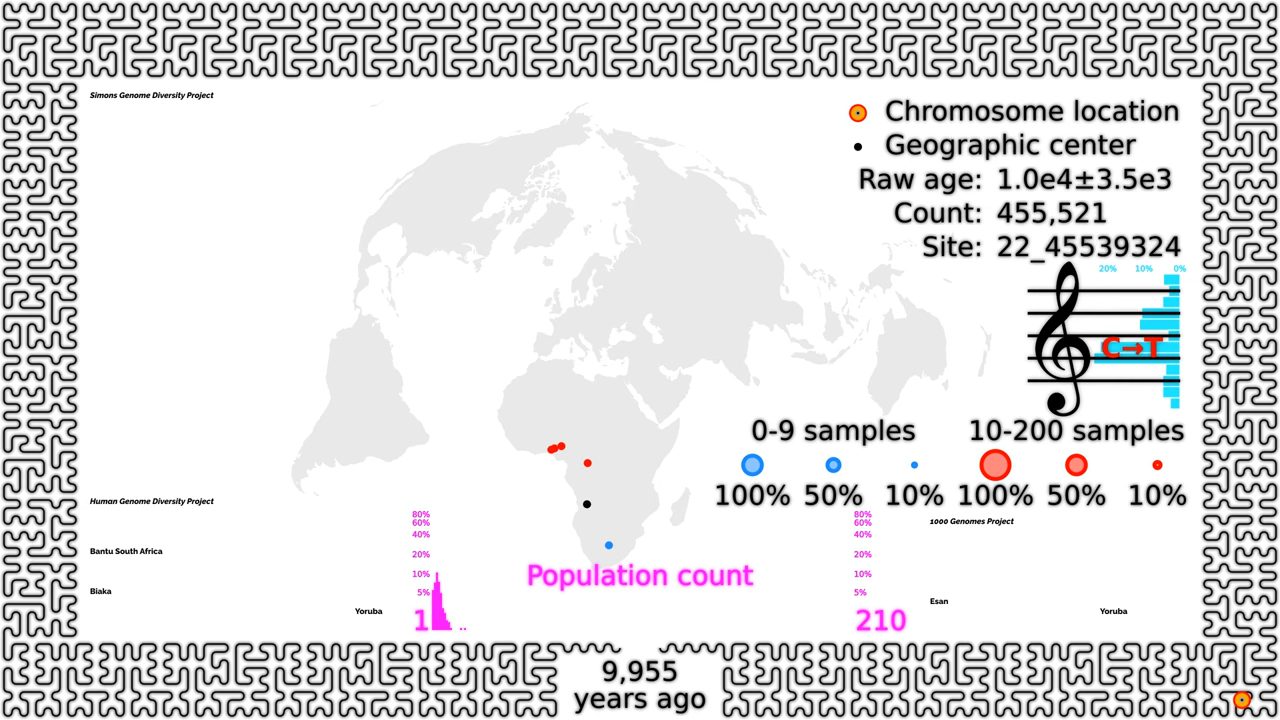 Simons Genome Diversity Project
Chromosome location
Geographic center
Raw age: 1.0e4±3.5e3
Count: 455,521
Site: 22_45539324
20% 10% 0%
C→T
0-9 samples 10-200 samples
100% 50% 10% 100% 50% 10%
Human Genome Diversity Project
80%
60%
40%
20%
10%
5%
80%
60%
40%
20%
10%
5%
1000 Genomes Project
Bantu South Africa
Biaka
Yoruba
Population count
1
210
Esan
Yoruba
9,955
years ago